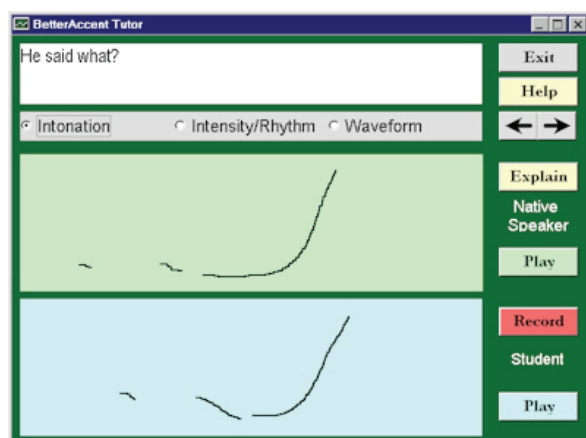 BetterAccent Tutor
He said what?
Exit
Help
Intonation
Intensity/Rhythm
Waveform
Explain
Native
Speaker
Play
Record
Student
Play